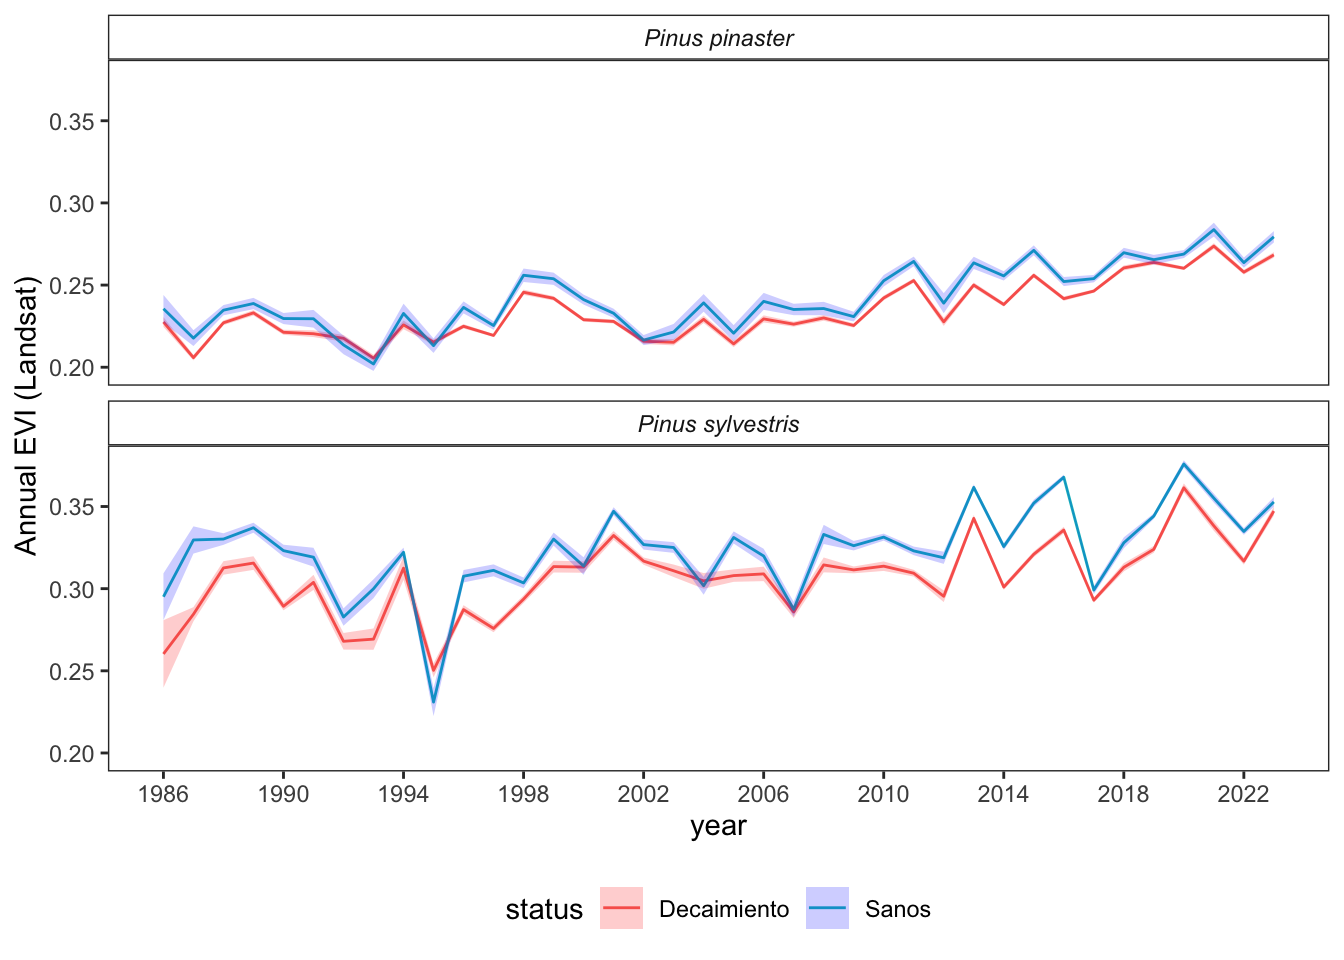 Pinus pinaster
0.35
0.30
0.25
0.20
Annual EVI (Landsat)
Pinus sylvestris
0.35
0.30
0.25
0.20
1986 1990 1994 1998 2002 2006 2010 2014 2018 2022
year
status Decaimiento Sanos